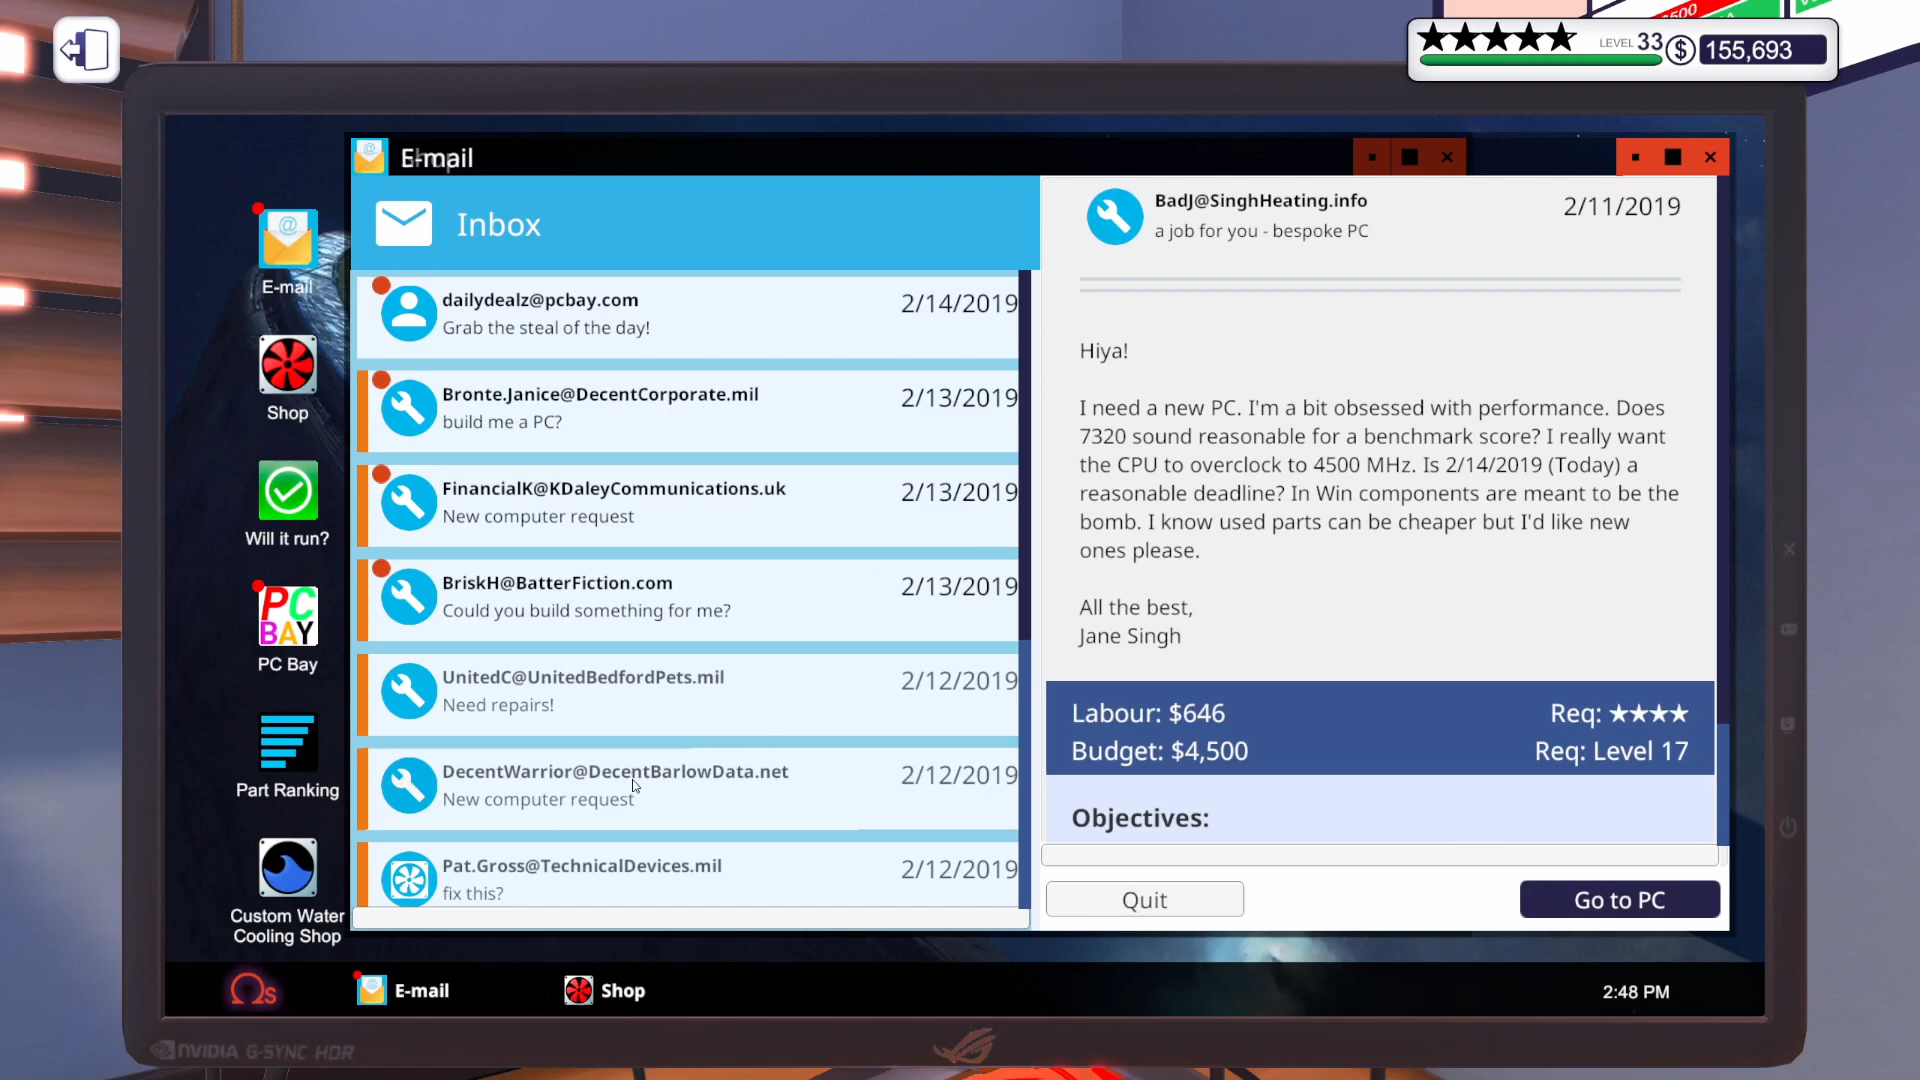 LEVEL 33
$ 155,693
E-mail
Inbox
dailydealz@pcbay.com
2/14/2019
Grab the steal of the day!
Bronte.Janice@DecentCorporate.mil
2/13/2019
build me a PC?
FinancialK@KDaleyCommunications.uk
2/13/2019
New computer request
BriskH@BatterFiction.com
2/13/2019
Could you build something for me?
UnitedC@UnitedBedfordPets.mil
2/12/2019
Need repairs!
DecentWarrior@DecentBarlowData.net
2/12/2019
New computer request
Pat.Gross@TechnicalDevices.mil
2/12/2019
fix this?
BadJ@SinghHeating.info
2/11/2019
a job for you - bespoke PC
Hiya!
I need a new PC. I'm a bit obsessed with performance. Does
7320 sound reasonable for a benchmark score? I really want
the CPU to overclock to 4500 MHz. Is 2/14/2019 (Today) a
reasonable deadline? In Win components are meant to be the
bomb. I know used parts can be cheaper but I'd like new
ones please.
All the best,
Jane Singh
Labour: $646
Req: ★★★★
Budget: $4,500
Req: Level 17
Objectives:
Quit
Go to PC
E-mail
Shop
Will it run?
PC
BAY
PC Bay
Part Ranking
Custom Water
Cooling Shop
Ωs
E-mail
Shop
2:48 PM
NVIDIA G-SYNC HDR